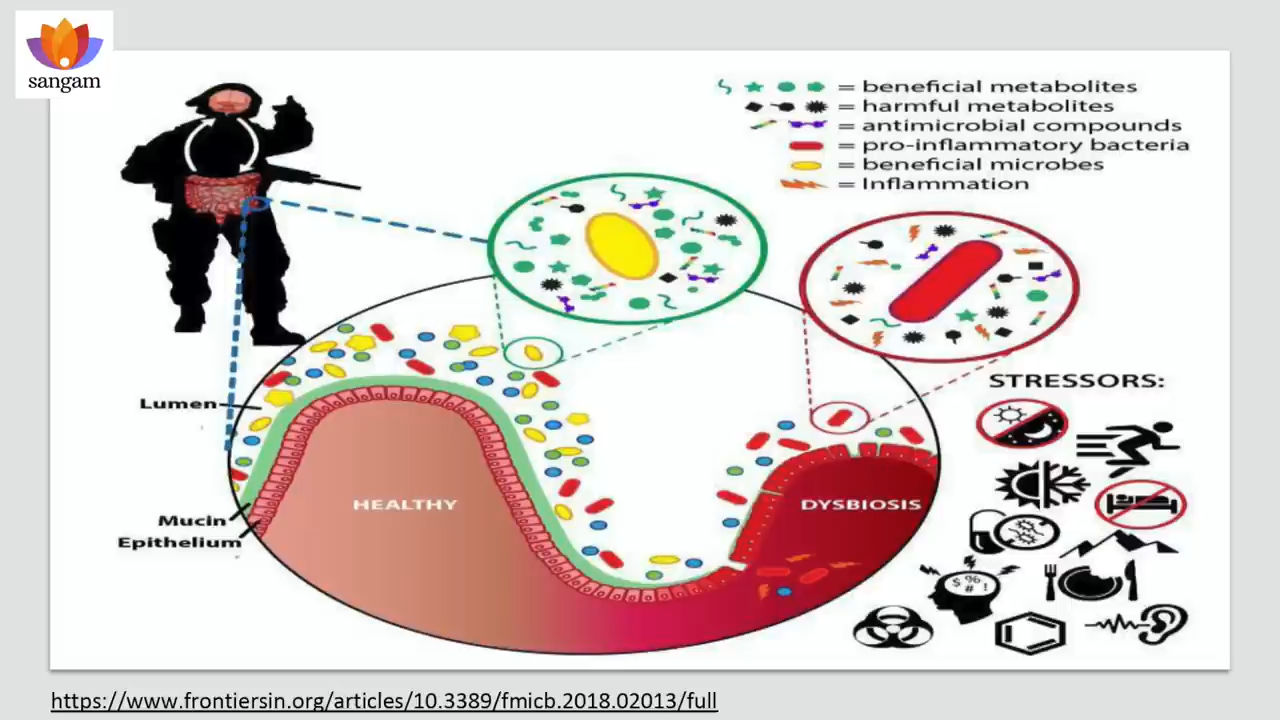 sangam
= beneficial metabolites
= harmful metabolites
= antimicrobial compounds
= pro-inflammatory bacteria
= beneficial microbes
= Inflammation
STRESSORS:
Lumen
HEALTHY
DYSBIOSIS
Mucin
Epithelium
$ %
# !
https://www.frontiersin.org/articles/10.3389/fmicb.2018.02013/full